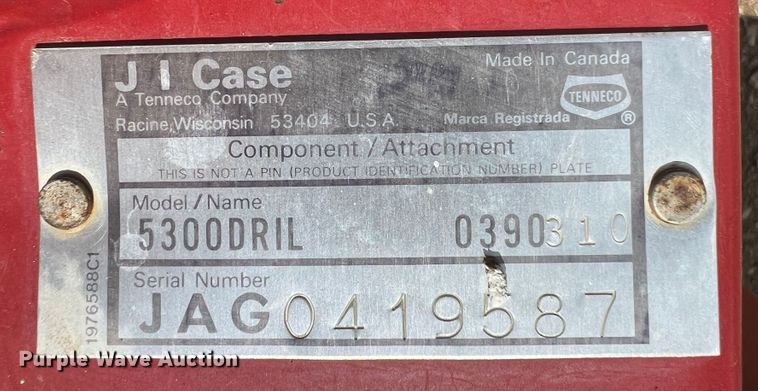 J I Case
A Tenneco Company
Racine, Wisconsin 53404 U.S.A.
Made In Canada
TENNECO
Marca Registrada ®
Component/Attachment
THIS IS NOT A PIN (PRODUCT IDENTIFICATION NUMBER) PLATE
Model/Name
5300DRIL 0390310
Serial Number
JAG0419587
1976588C1
Purple Wave Auction